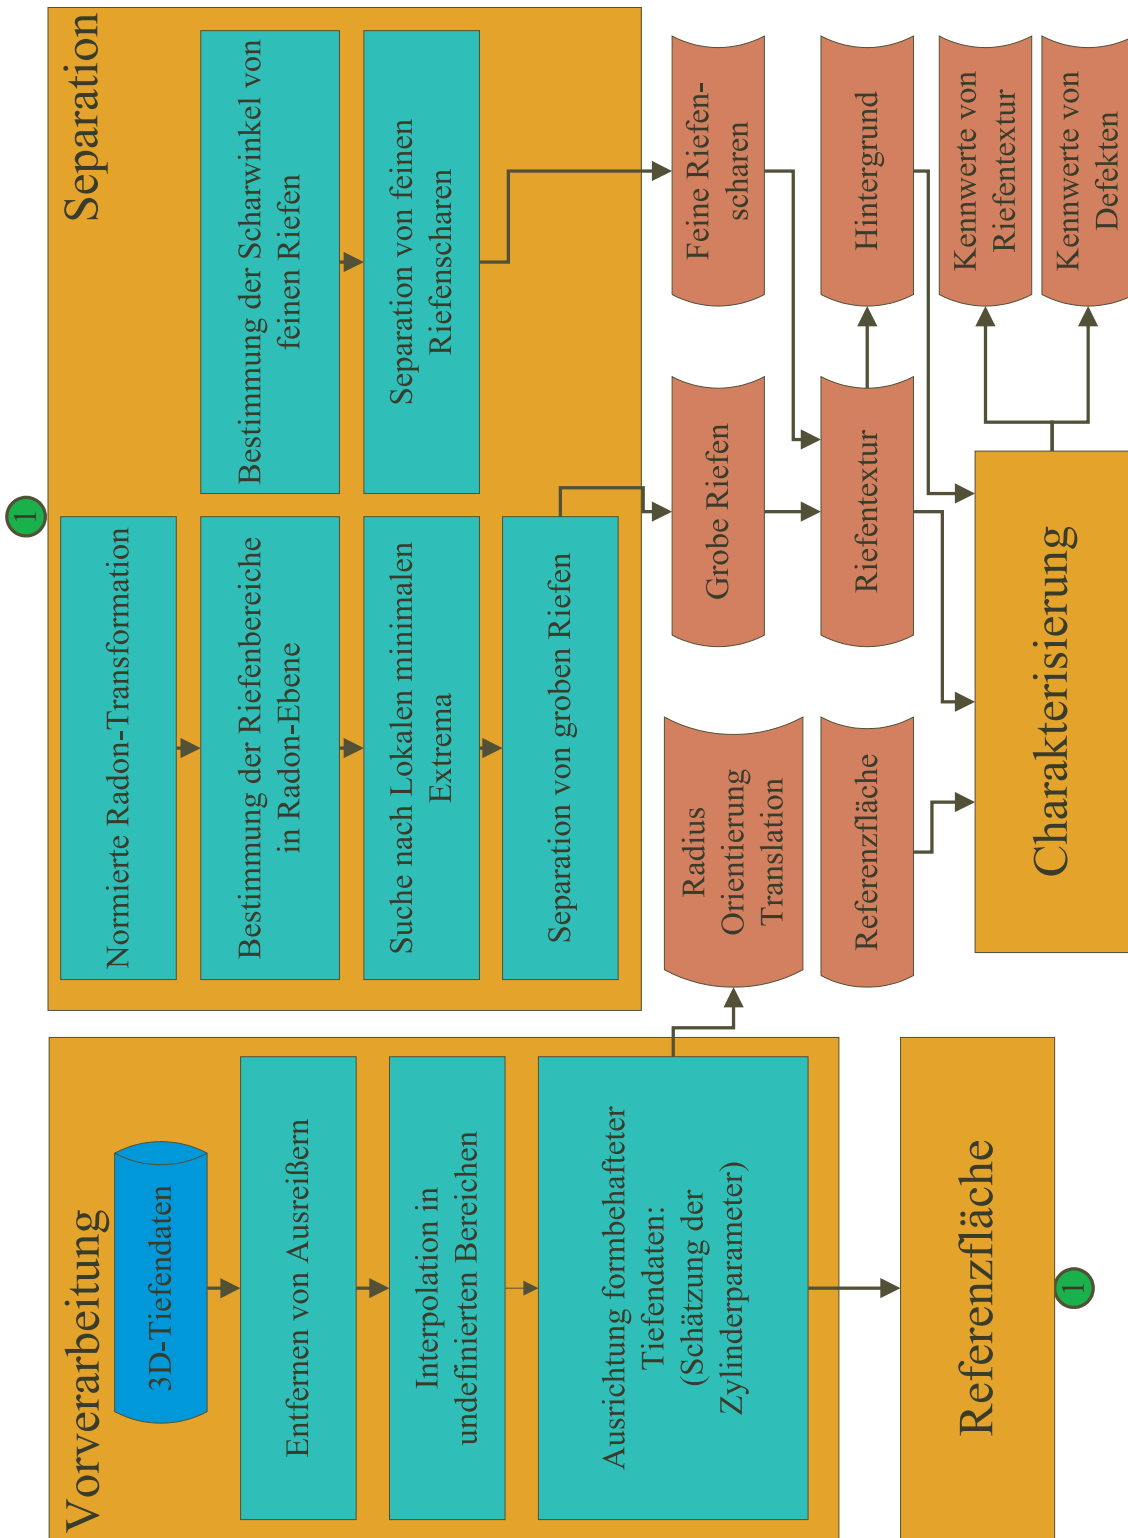 Vorverarbeitung
3D-Tiefendaten
Entfernen von Ausreißern
Interpolation in
undefinierten Bereichen
Ausrichtung formbehafteter
Tiefendaten:
(Schätzung der
Zylinderparameter)
Referenzfläche
1
1
Separation
Normierte Radon-Transformation
Bestimmung der Riefenbereiche
in Radon-Ebene
Suche nach Lokalen minimalen
Extrema
Separation von groben Riefen
Bestimmung der Scharwinkel von
feinen Riefen
Separation von feinen
Riefenscharen
Radius
Orientierung
Translation
Grobe Riefen
Feine Riefen-
scharen
Referenzfläche
Riefentextur
Hintergrund
Charakterisierung
Kennwerte von
Riefentextur
Kennwerte von
Defekten